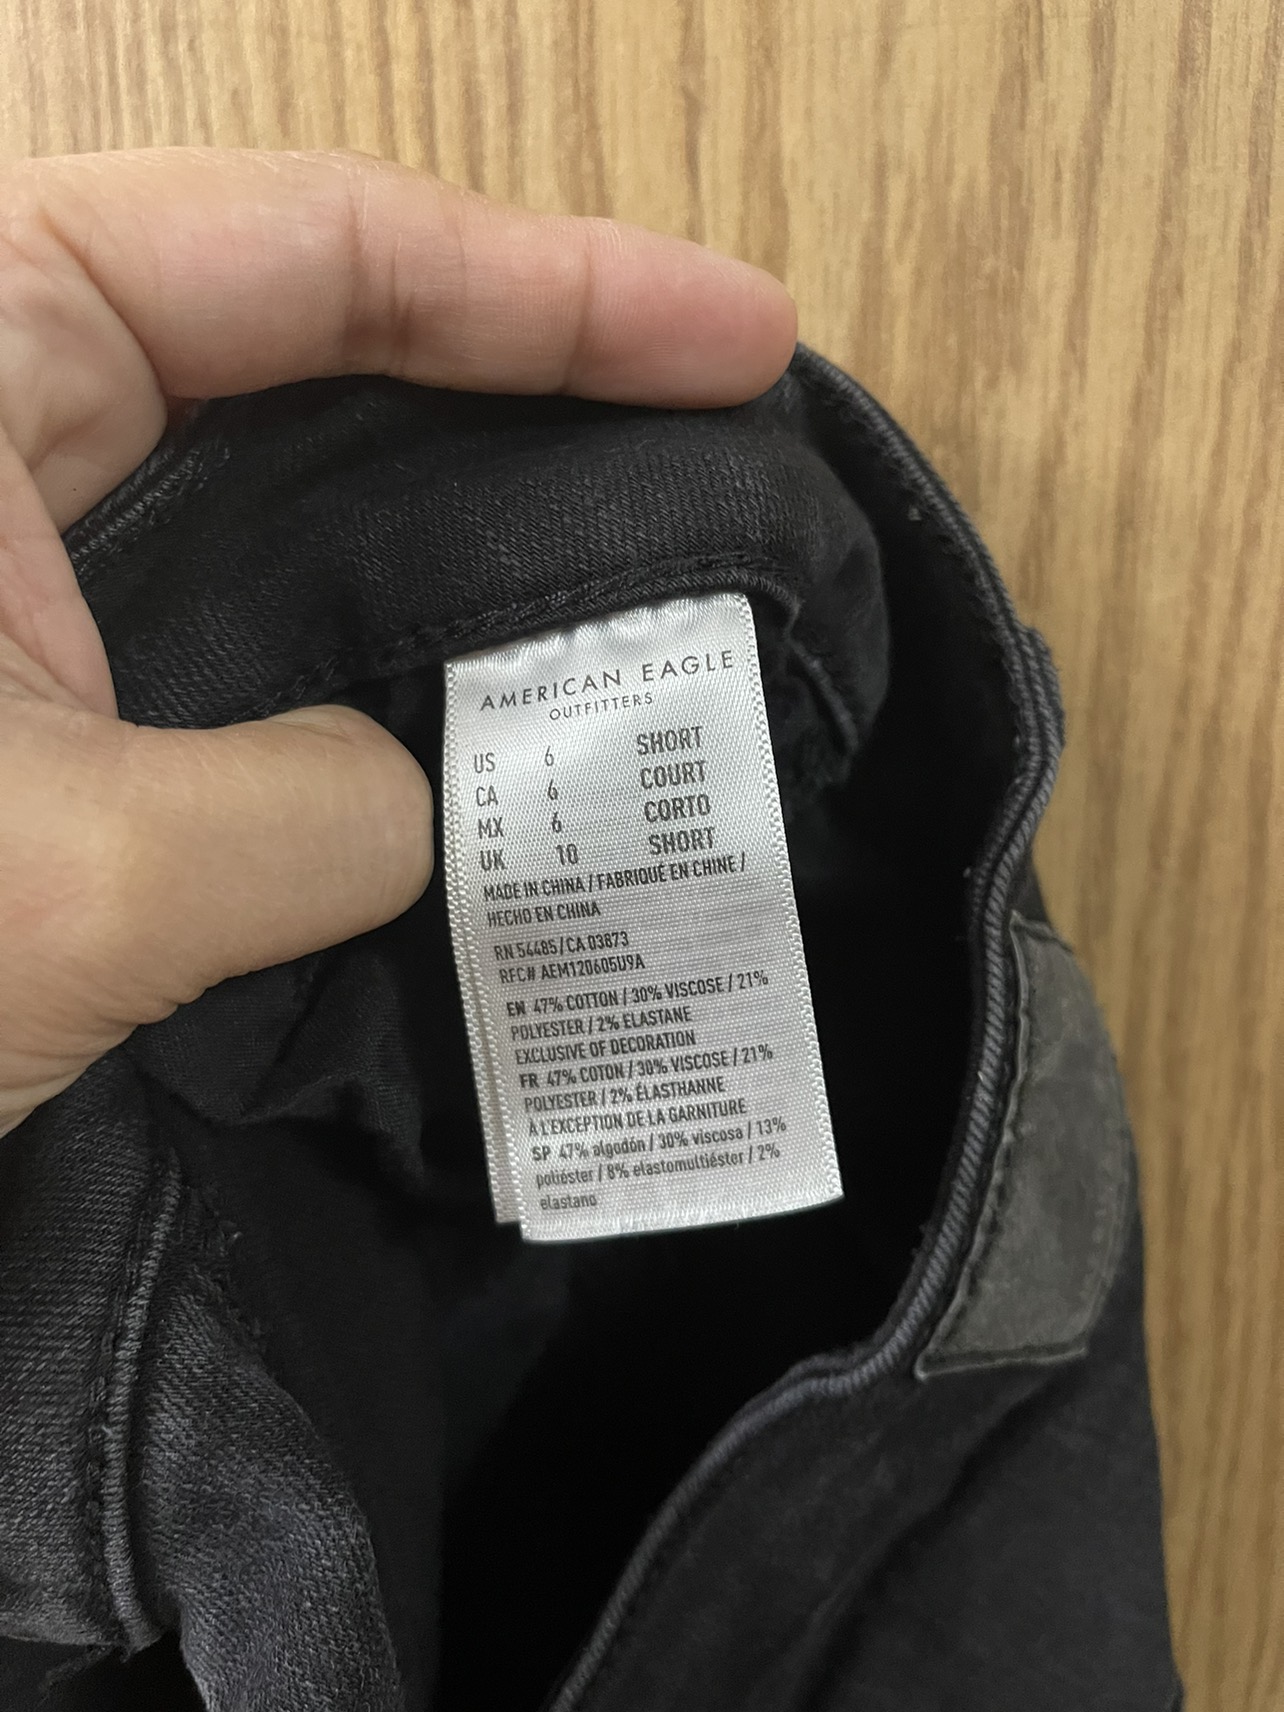 AMERICAN EAGLE
OUTFITTERS
US 6 SHORT
CA 6 COURT
MX 6 CORTO
UK 10 SHORT
MADE IN CHINA / FABRIQUÉ EN CHINE /
HECHO EN CHINA
RN 54485/CA 03873
RFC# AEM120605U9A
EN 47% COTTON / 30% VISCOSE / 21%
POLYESTER / 2% ELASTANE
EXCLUSIVE OF DECORATION
FR 47% COTON / 30% VISCOSE / 21%
POLYESTER / 2% ÉLASTHANNE
À L'EXCEPTION DE LA GARNITURE
SP 47% algodón / 30% viscosa / 13%
poliéster / 8% elastomultiéster / 2%
elastano